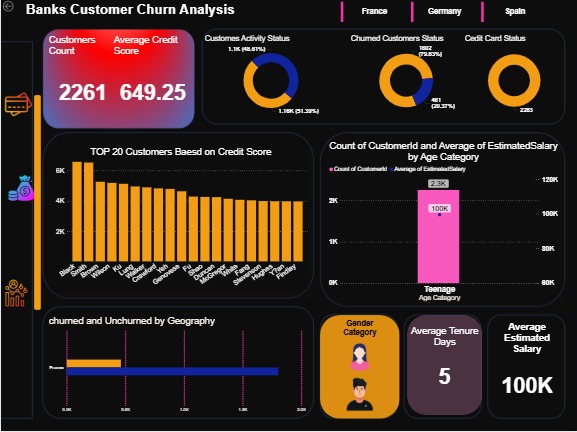 Banks Customer Churn Analysis
France
Germany
Spain
Customers
Count
Average Credit
Score
2261
649.25
Customes Activity Status
1.1K (48.61%)
1.16K (51.39%)
Churned Customers Status
1802
(79.63%)
461
(20.37%)
Cedit Card Status
2263
TOP 20 Customers Baesd on Credit Score
6K
4K
2K
Black
Smith
Brown
Wilson
Ku
Lung
Walker
Crawford
Yeh
Genovese
Fu
Shao
Duncan
McGregor
White
Fang
Stevenson
Hughes
T'ien
Findlay
Count of CustomerId and Average of EstimatedSalary
by Age Category
Count of CustomerId
Average of EstimatedSalary
2.3K
100K
2K
1K
0K
120K
100K
80K
60K
Teenage
Age Category
churned and Unchurned by Geography
France
0.0K
0.5K
1.0K
1.5K
2.0K
Gender
Category
Average Tenure
Days
5
Average
Estimated
Salary
100K